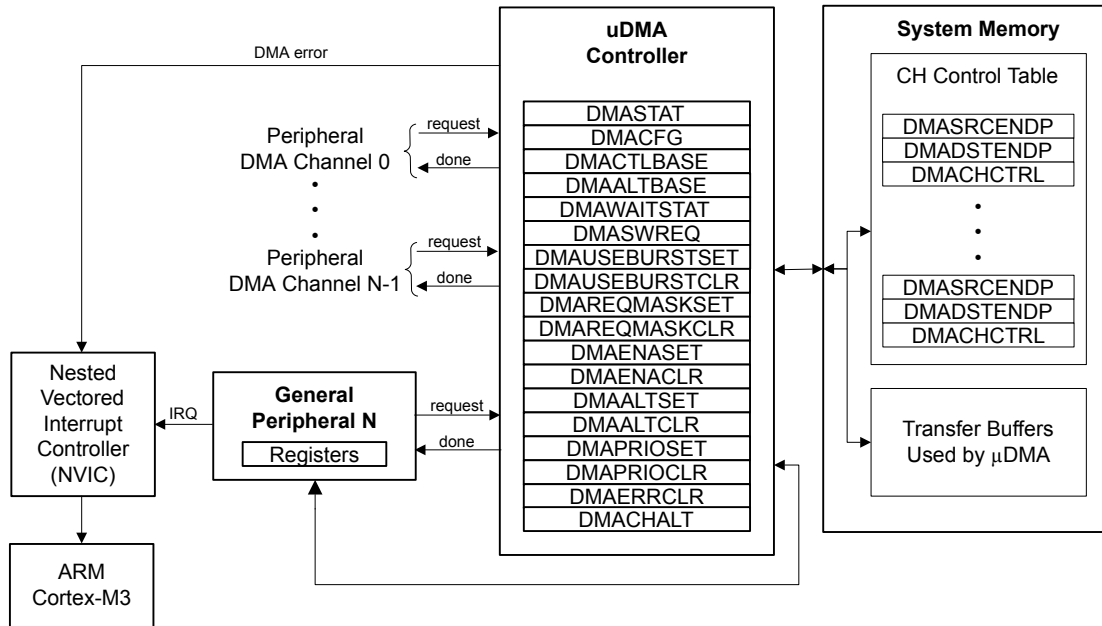 uDMA
Controller
DMASTAT
DMACFG
DMACTLBASE
DMAALTBASE
DMAWAITSTAT
DMASWREQ
DMAUSEBURSTSET
DMAUSEBURSTCLR
DMAREQMASKSET
DMAREQMASKCLR
DMAENASET
DMAENACLR
DMAALTSET
DMAALTCLR
DMAPRIOSET
DMAPRIOCLR
DMAERRCLR
DMACHALT
System Memory
CH Control Table
DMASRCENDP
DMADSTENDP
DMACHCTRL
•
•
•
DMASRCENDP
DMADSTENDP
DMACHCTRL
Transfer Buffers
Used by μDMA
DMA error
Peripheral
DMA Channel 0
request
done
•
•
•
Peripheral
DMA Channel N-1
request
done
General
Peripheral N
Registers
request
done
IRQ
Nested
Vectored
Interrupt
Controller
(NVIC)
ARM
Cortex-M3